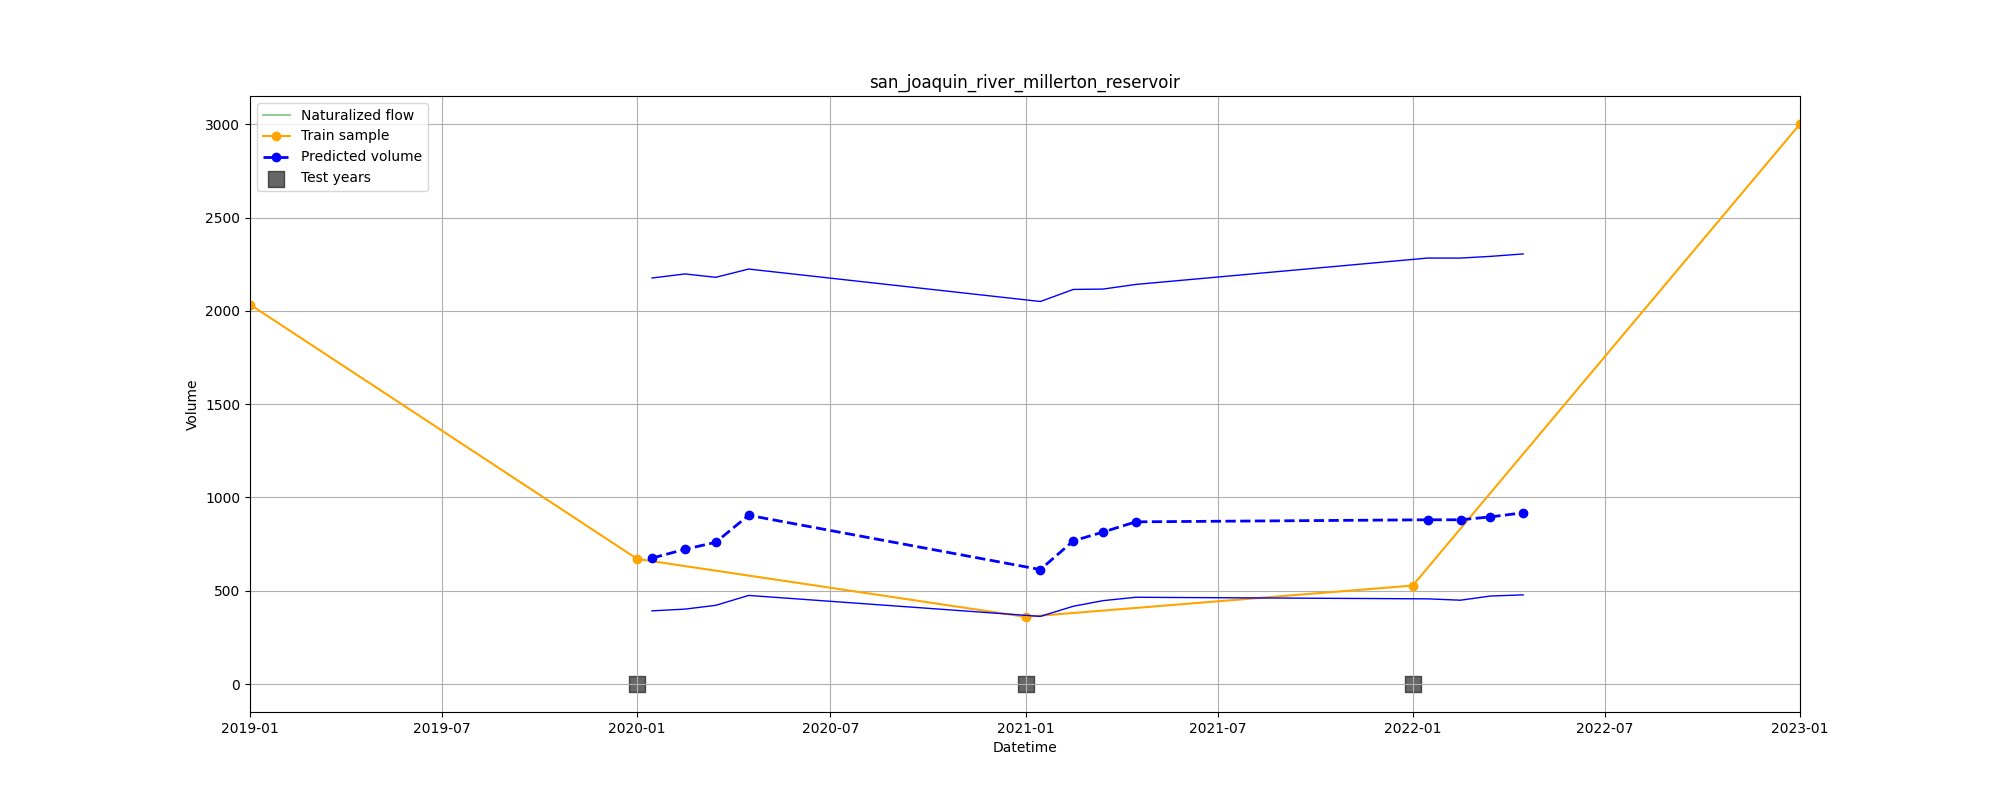 san_joaquin_river_millerton_reservoir
Naturalized flow
Train sample
Predicted volume
Test years
3000
2500
2000
1500
1000
500
0
Volume
2019-01 2019-07 2020-01 2020-07 2021-01 2021-07 2022-01 2022-07 2023-01
Datetime